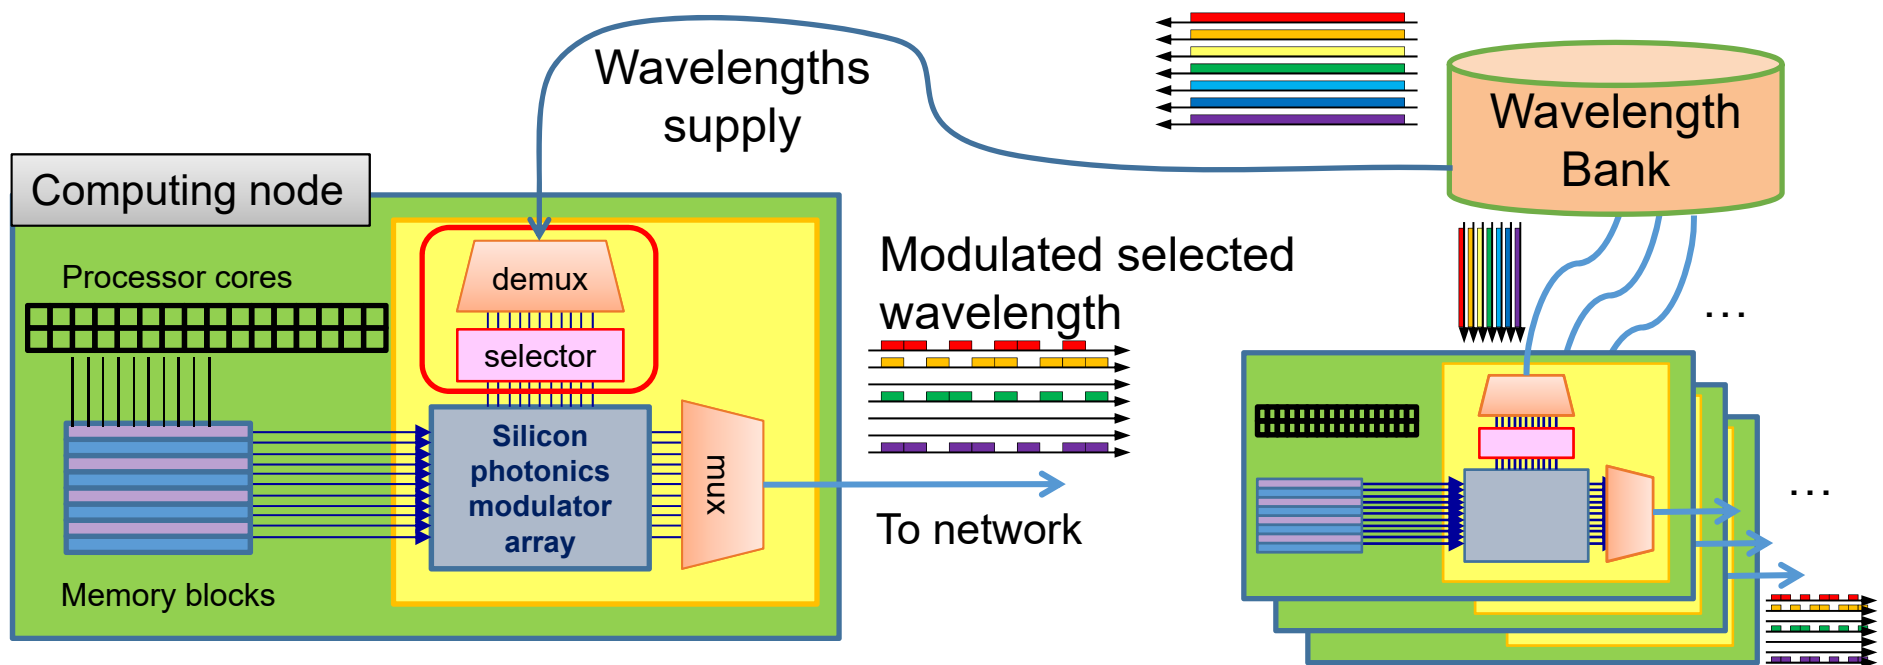 Wavelengths
supply
Wavelength
Bank
Computing node
Processor cores
demux
selector
Modulated selected
wavelength
...
Silicon
photonics
modulator
array
mux
To network
...
Memory blocks